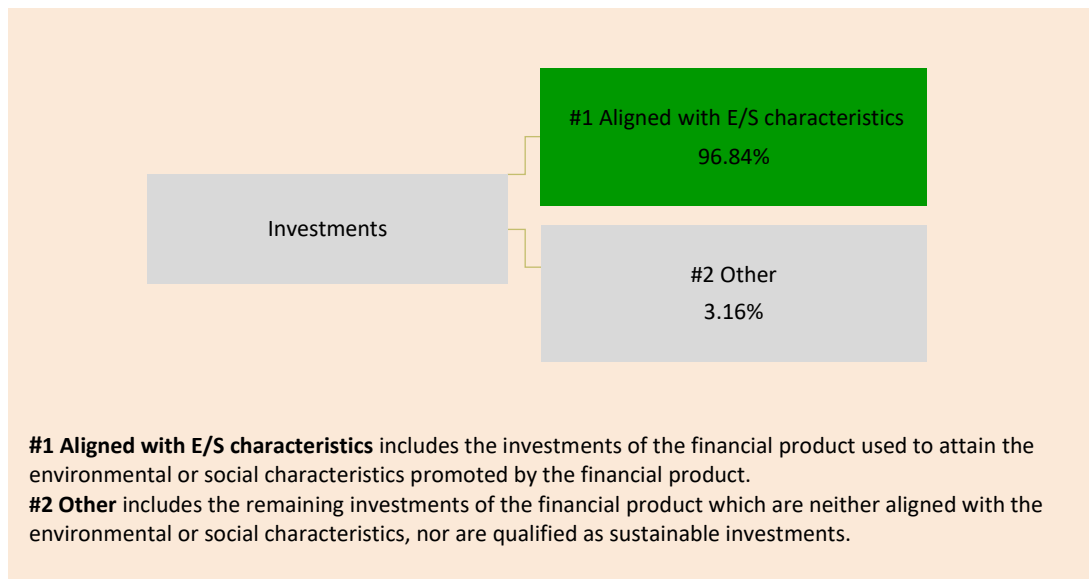 #1 Aligned with E/S characteristics
96.84%
Investments
#2 Other
3.16%
#1 Aligned with E/S characteristics includes the investments of the financial product used to attain the
environmental or social characteristics promoted by the financial product.
#2 Other includes the remaining investments of the financial product which are neither aligned with the
environmental or social characteristics, nor are qualified as sustainable investments.